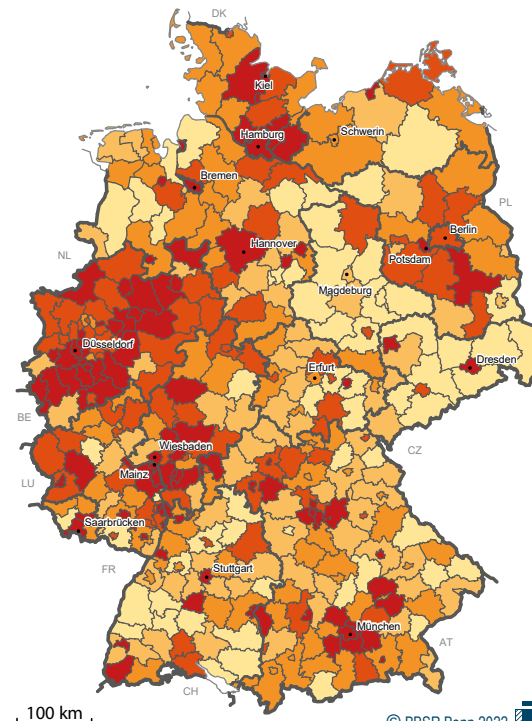 DK
Kiel
Hamburg
Schwerin
Bremen
PL
Berlin
Hannover
NL
Potsdam
Magdeburg
Düsseldorf
Dresden
Erfurt
BE
Wiesbaden
CZ
Mainz
LU
Saarbrücken
FR
Stuttgart
München
AT
CH
100 km